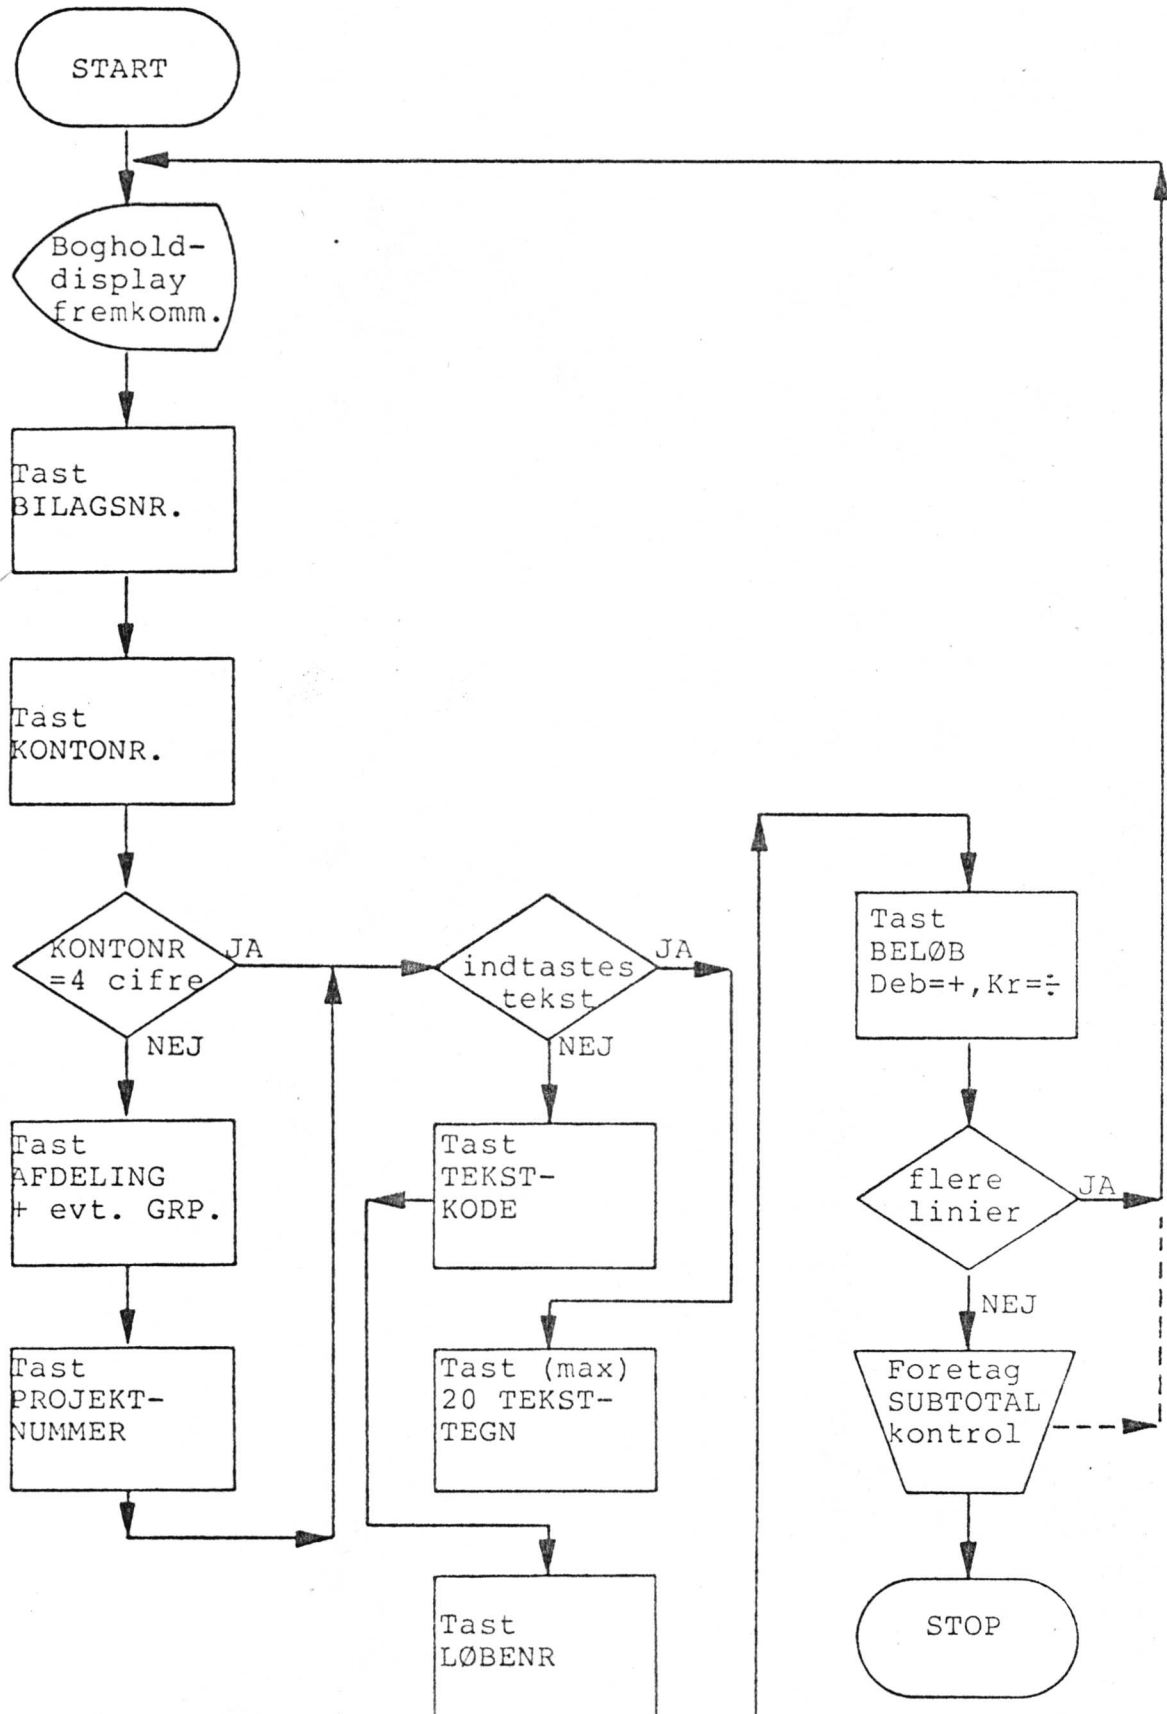 START
Boghold-
display
fremkomm.
Tast
BILAGSNR.
Tast
KONTONR.
KONTONR
=4 cifre
JA
NEJ
Tast
AFDELING
+ evt. GRP.
Tast
PROJEKT-
NUMMER
indtastes
tekst
JA
NEJ
Tast
TEKST-
KODE
Tast (max)
20 TEKST-
TEGN
Tast
LØBENR
Tast
BELØB
Deb=+,Kr=÷
flere
linier
JA
NEJ
Foretag
SUBTOTAL
kontrol
STOP